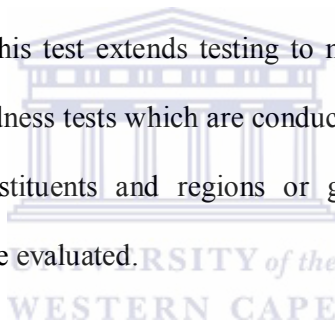 his test extends testing to
dness tests which are conduc
stituents and regions or
e evaluated.
UNIVERSITY of the
WESTERN CAPE